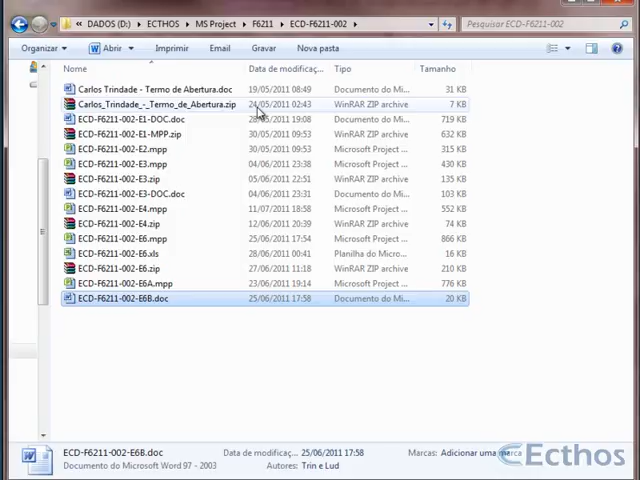 DADOS (D:) ▸ ECTHOS ▸ MS Project ▸ F6211 ▸ ECD-F6211-002 ▸ Pesquisar ECD-F6211-002
Organizar Abrir Imprimir Email Gravar Nova pasta
Nome Data de modificaç... Tipo Tamanho
Carlos Trindade - Termo de Abertura.doc 19/05/2011 08:49 Documento do Mi... 31 KB
Carlos_Trindade_-_Termo_de_Abertura.zip 24/05/2011 02:43 WinRAR ZIP archive 7 KB
ECD-F6211-002-E1-DOC.doc 28/05/2011 19:08 Documento do Mi... 719 KB
ECD-F6211-002-E1-MPP.zip 30/05/2011 09:53 WinRAR ZIP archive 632 KB
ECD-F6211-002-E2.mpp 30/05/2011 09:53 Microsoft Project ... 315 KB
ECD-F6211-002-E3.mpp 04/06/2011 23:38 Microsoft Project ... 430 KB
ECD-F6211-002-E3.zip 05/06/2011 22:51 WinRAR ZIP archive 135 KB
ECD-F6211-002-E3-DOC.doc 04/06/2011 23:31 Documento do Mi... 103 KB
ECD-F6211-002-E4.mpp 11/07/2011 18:58 Microsoft Project ... 552 KB
ECD-F6211-002-E4.zip 12/06/2011 20:39 WinRAR ZIP archive 74 KB
ECD-F6211-002-E6.mpp 25/06/2011 17:54 Microsoft Project ... 866 KB
ECD-F6211-002-E6.xls 28/06/2011 00:41 Planilha do Micros... 16 KB
ECD-F6211-002-E6.zip 27/06/2011 11:18 WinRAR ZIP archive 210 KB
ECD-F6211-002-E6A.mpp 23/06/2011 19:14 Microsoft Project ... 776 KB
ECD-F6211-002-E6B.doc 25/06/2011 17:58 Documento do Mi... 20 KB
ECD-F6211-002-E6B.doc Data de modificaç... 25/06/2011 17:58 Marcas: Adicionar uma marca
Documento do Microsoft Word 97 - 2003 Autores: Trin e Lud
Ecthos